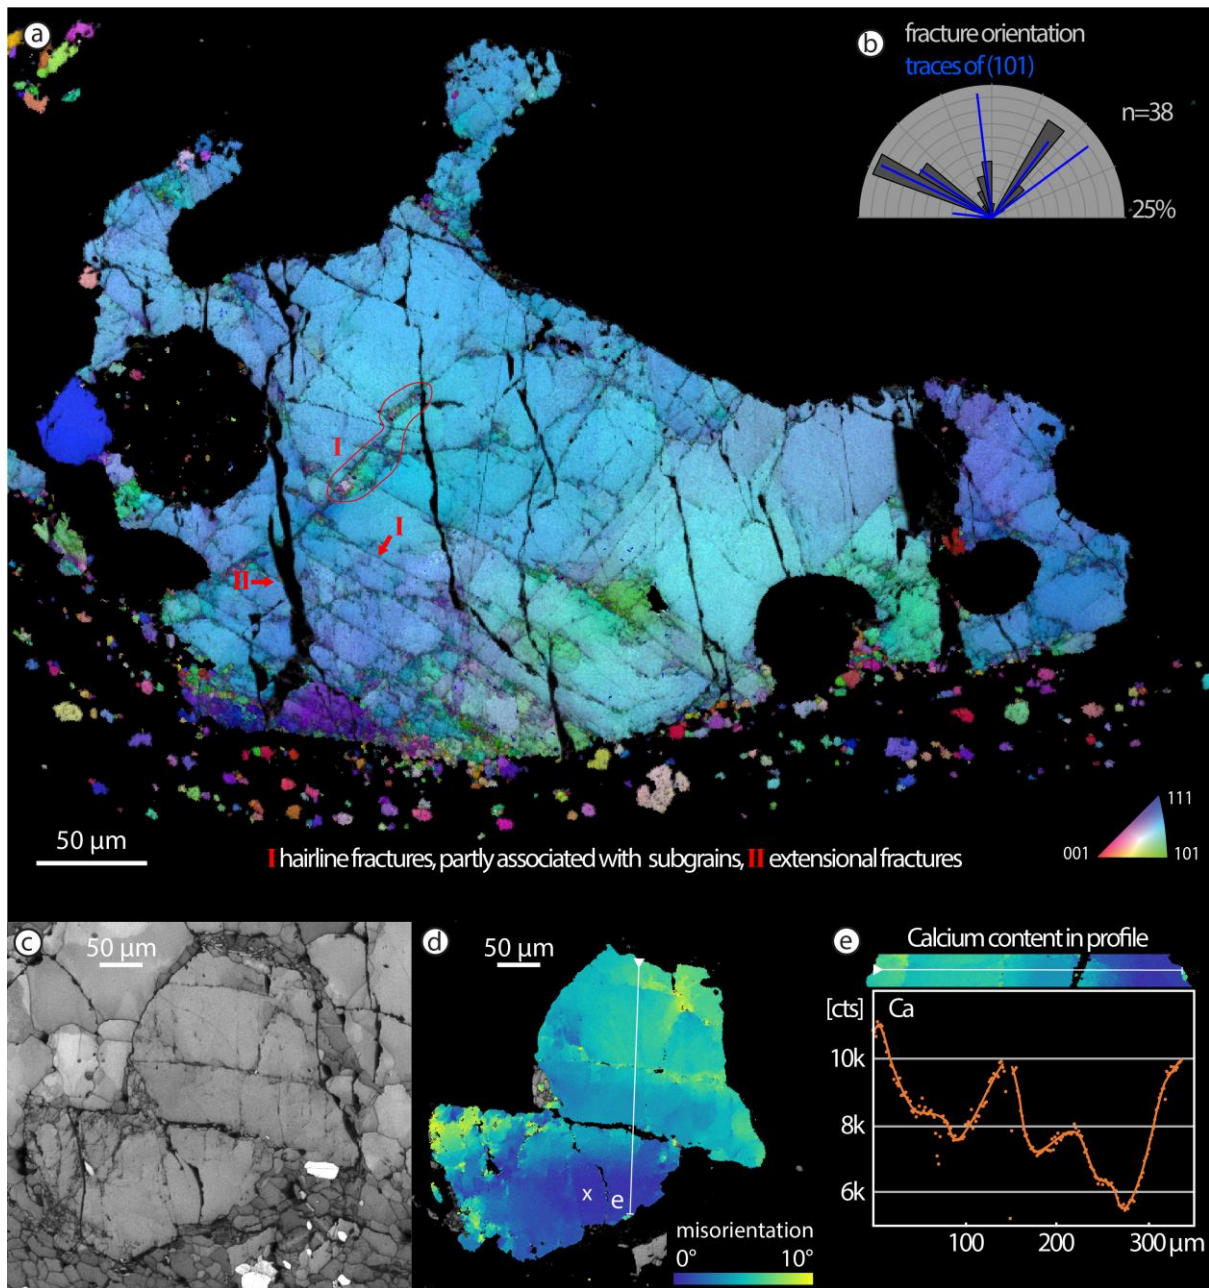 a
b
fracture orientation
traces of (101)
n=38
25%
I
I
II
50 µm
111
001
101
I hairline fractures, partly associated with subgrains, II extensional fractures
c
50 µm
d
50 µm
x
e
misorientation
0°
10°
e
Calcium content in profile
[cts]
Ca
10k
8k
6k
100
200
300 µm